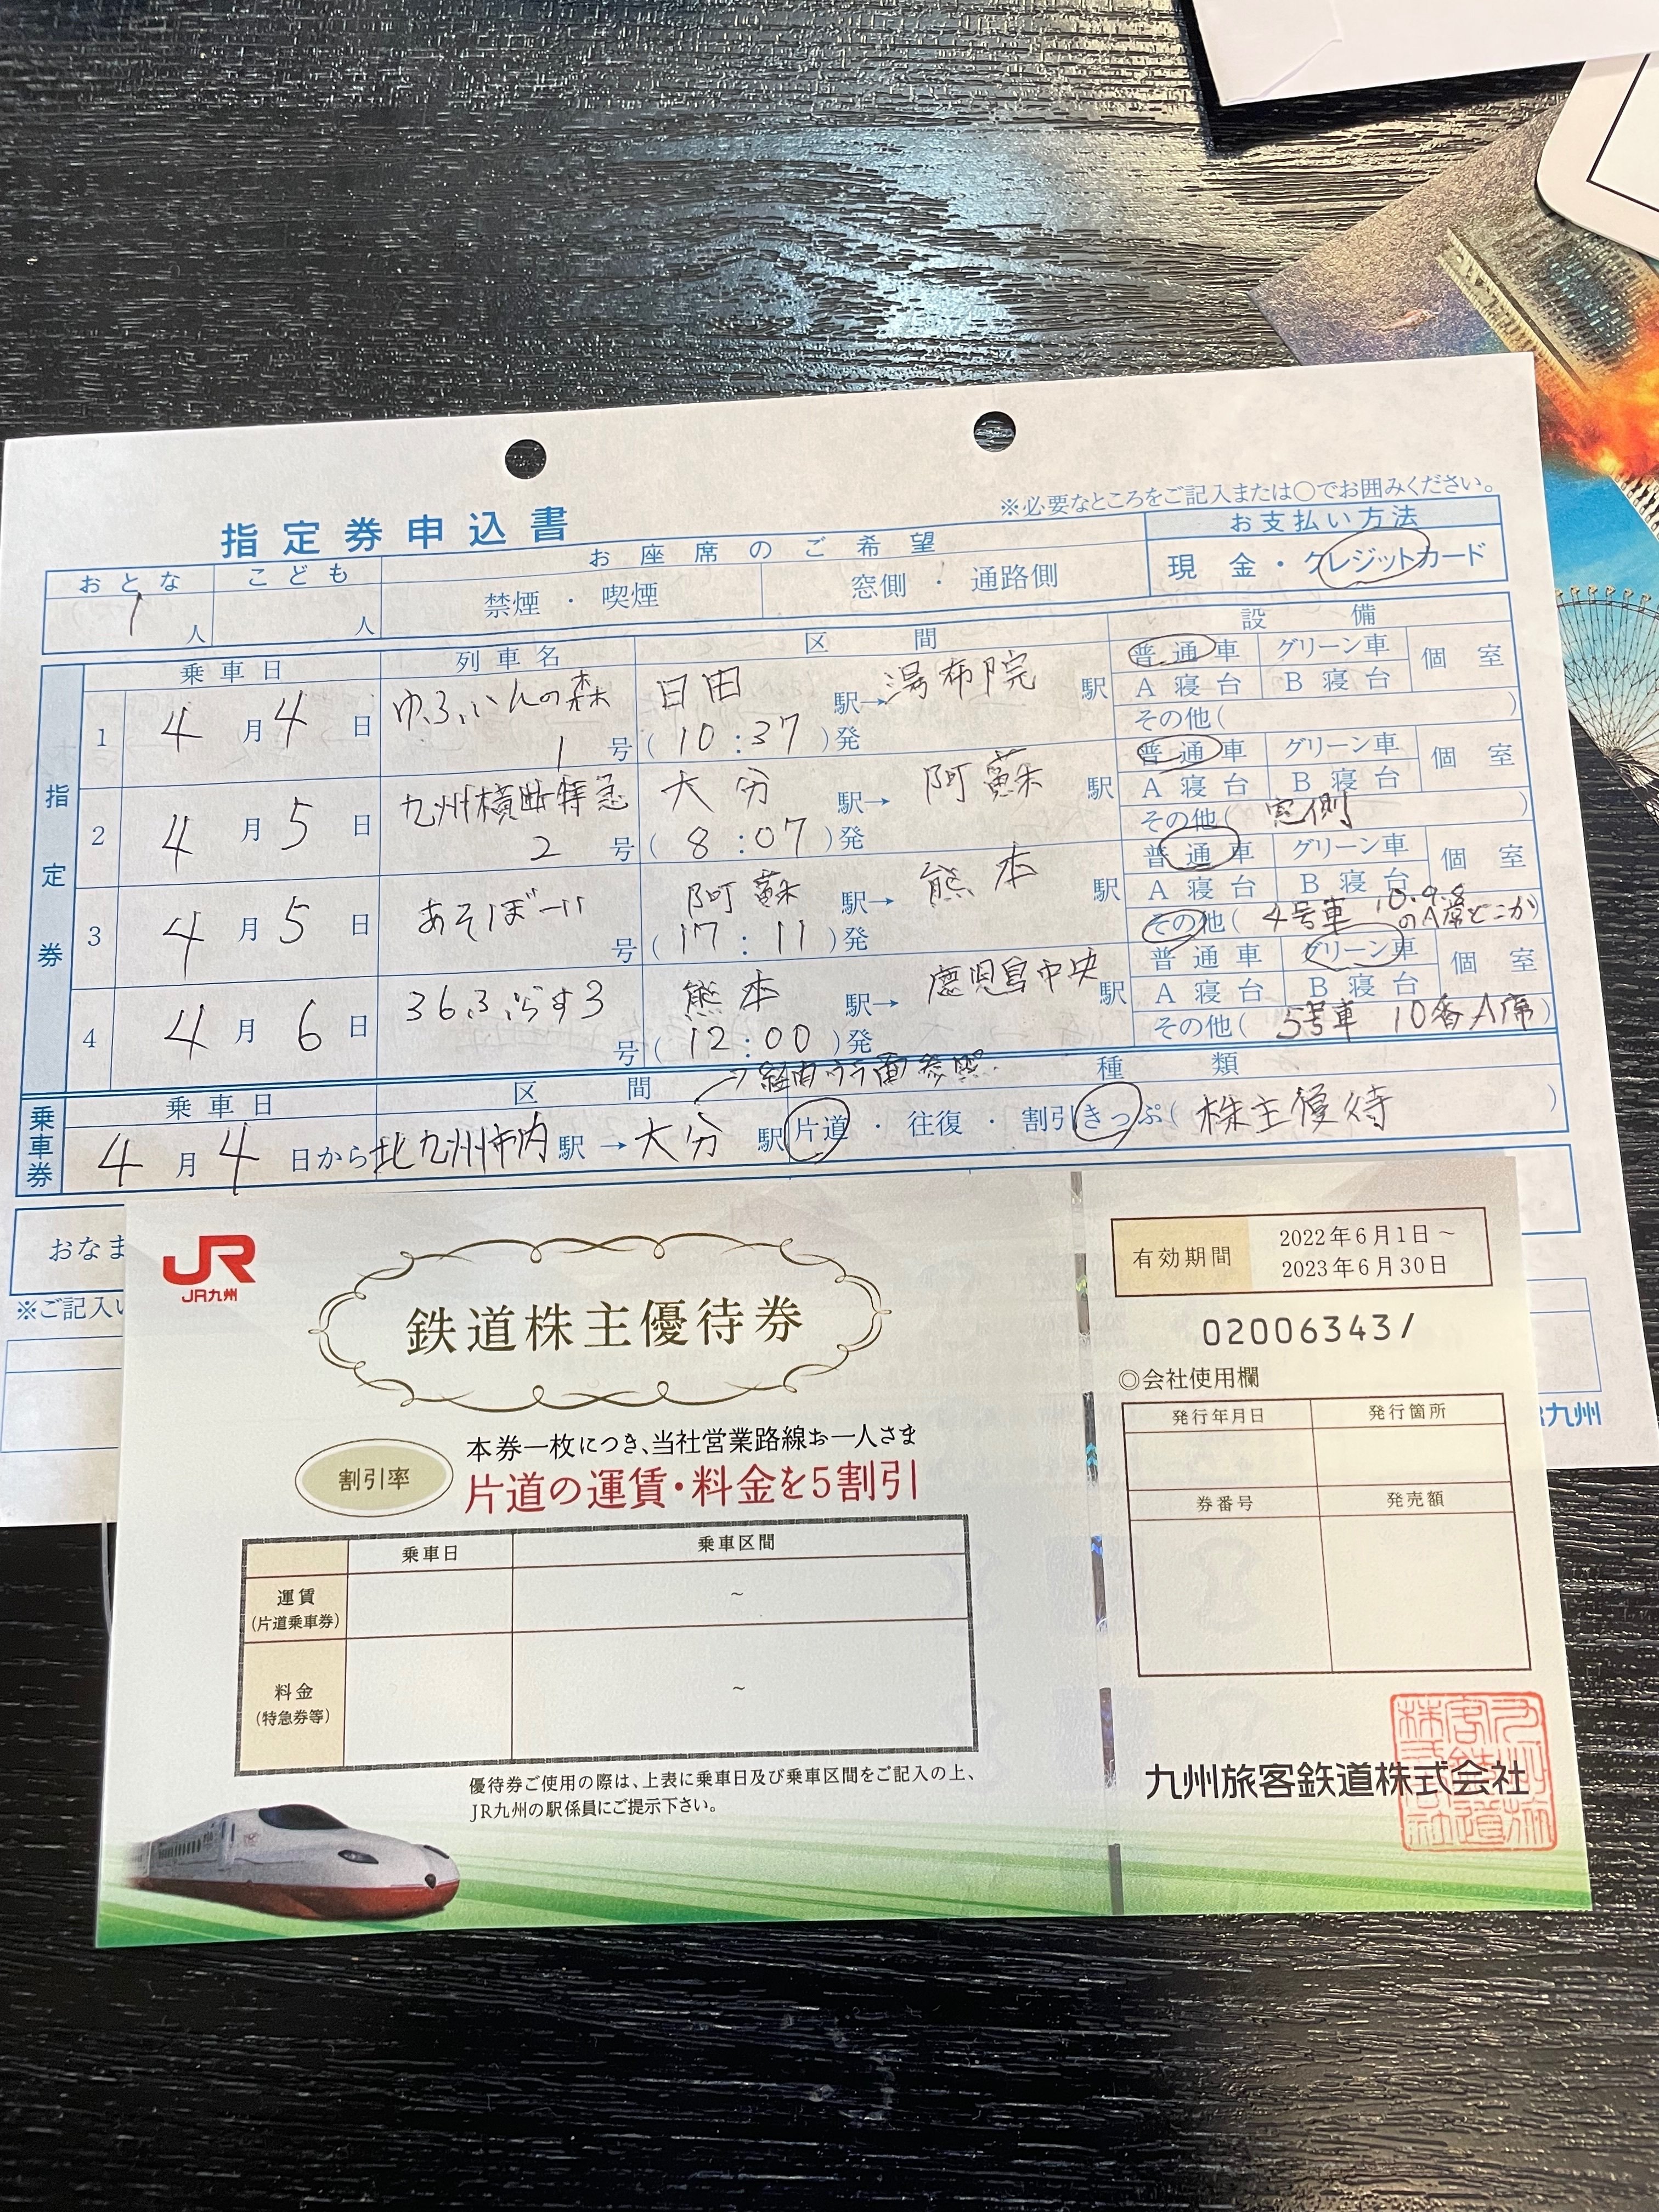 ※必要なところをご記入または○でお囲みください。
指定券申込書
お支払い方法
現金・クレジットカード
おとな こども お座席のご希望
1人 人 禁煙・喫煙 窓側・通路側
指定券
乗車日 列車名 区間 設備
1 4月4日 ゆふいんの森 1号 日田駅→湯布院駅 (10:37)発
普通車 グリーン車 個室
A寝台 B寝台
その他( )
2 4月5日 九州横断特急 2号 大分駅→阿蘇駅 (8:07)発
普通車 グリーン車 個室
A寝台 B寝台
その他( 窓側 )
3 4月5日 あそぼーい 号 阿蘇駅→熊本駅 (17:11)発
普通車 グリーン車 個室
A寝台 B寝台
その他( 4号車 10.9.8のA席どこか)
4 4月6日 36ぷらす3 号 熊本駅→鹿児島中央駅 (12:00)発
普通車 グリーン車 個室
A寝台 B寝台
その他( 5号車 10番A席)
→経由ウラ面参照
乗車券
乗車日 区間 種類
4月4日から北九州市内駅→大分駅 片道・往復・割引きっぷ( 株主優待 )
おなま
※ご記入い
R九州
JR
JR九州
鉄道株主優待券
割引率
本券一枚につき、当社営業路線お一人さま
片道の運賃・料金を5割引
乗車日 乗車区間
運賃
(片道乗車券)
~
料金
(特急券等)
~
優待券ご使用の際は、上表に乗車日及び乗車区間をご記入の上、
JR九州の駅係員にご提示下さい。
有効期間
2022年6月1日~
2023年6月30日
02006343/
◎会社使用欄
発行年月日 発行箇所
券番号 発売額
九州旅客鉄道株式会社